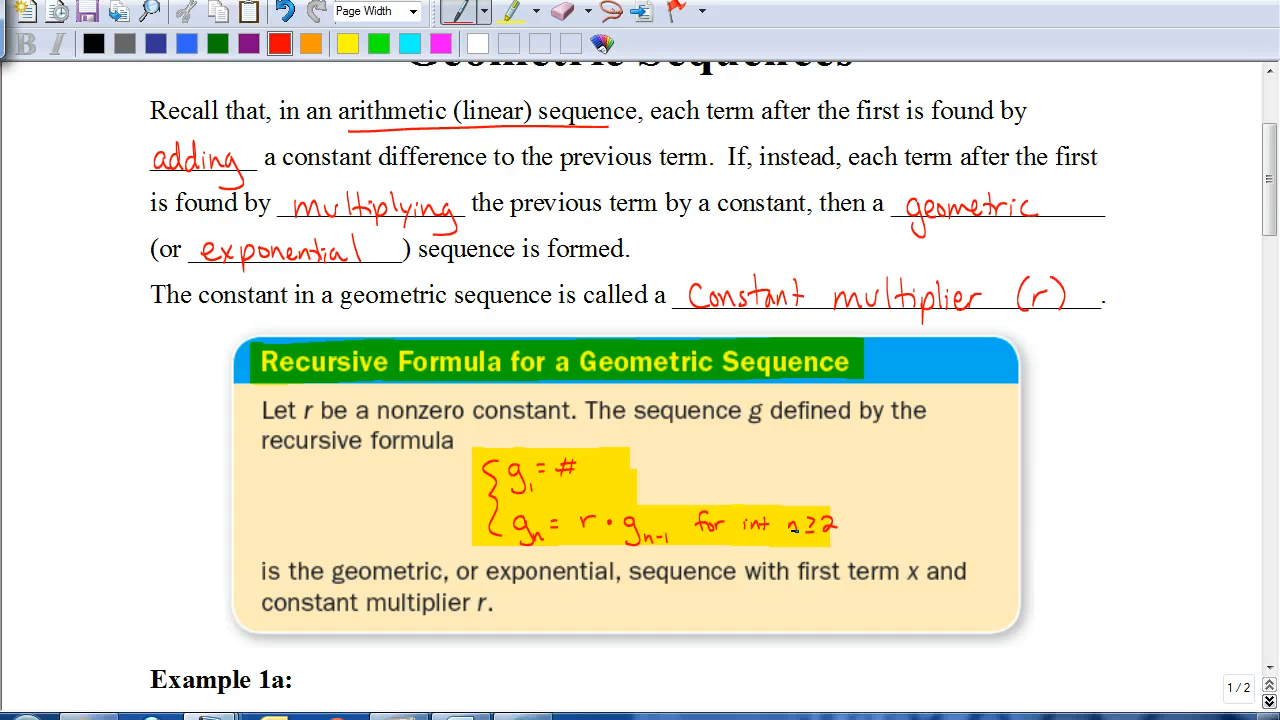 Page Width
B I
Geometric Sequences
Recall that, in an arithmetic (linear) sequence, each term after the first is found by
adding a constant difference to the previous term. If, instead, each term after the first
is found by multiplying the previous term by a constant, then a geometric
(or exponential) sequence is formed.
The constant in a geometric sequence is called a Constant multiplier (r).
Recursive Formula for a Geometric Sequence
Let r be a nonzero constant. The sequence g defined by the
recursive formula
{ g₁ = #
gₙ = r · gₙ₋₁ for int n ≥ 2
is the geometric, or exponential, sequence with first term x and
constant multiplier r.
Example 1a:
1 / 2